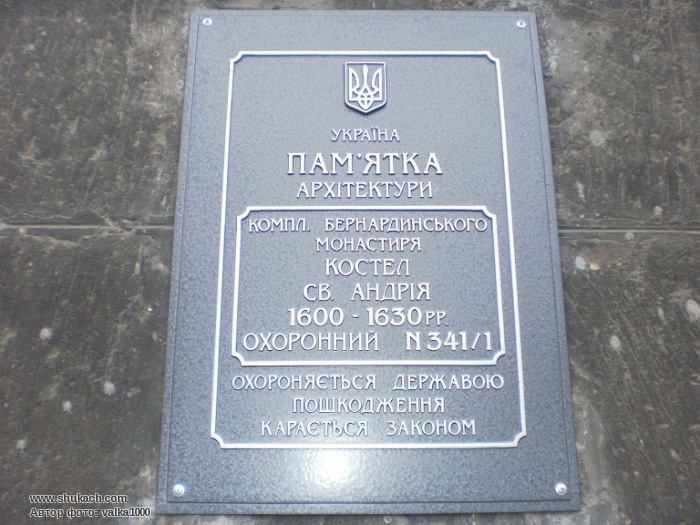 УКРАЇНА
ПАМ'ЯТКА
АРХІТЕКТУРИ
КОМПЛ. БЕРНАРДИНСЬКОГО
МОНАСТИРЯ
КОСТЕЛ
СВ. АНДРІЯ
1600 - 1630 РР.
ОХОРОННИЙ N 341/1
ОХОРОНЯЄТЬСЯ ДЕРЖАВОЮ
ПОШКОДЖЕННЯ
КАРАЄТЬСЯ ЗАКОНОМ
www.shukach.com
Автор фото: valka1000